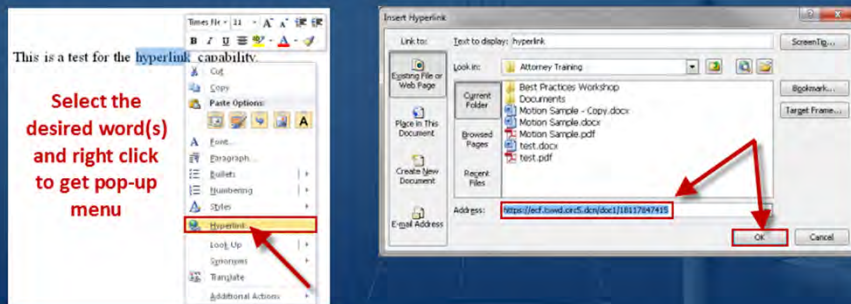 Times Ne - 11 - A A
B I U
This is a test for the hyperlink capability.
Select the
desired word(s)
and right click
to get pop-up
menu
Cut
Copy
Paste Options:
A
A Font...
Paragraph...
Bullets
Numbering
Styles
Hyperlink...
Look Up
Synonyms
Translate
Additional Actions
Insert Hyperlink
Link to:
Text to display: hyperlink
ScreenTip...
Existing File or
Web Page
Place in This
Document
Create New
Document
E-mail Address
Look in: Attorney Training
Current
Folder
Browsed
Pages
Recent
Files
Best Practices Workshop
Documents
Motion Sample - Copy.docx
Motion Sample.docx
Motion Sample.pdf
test.docx
test.pdf
Bookmark...
Target Frame...
Address:
OK
Cancel